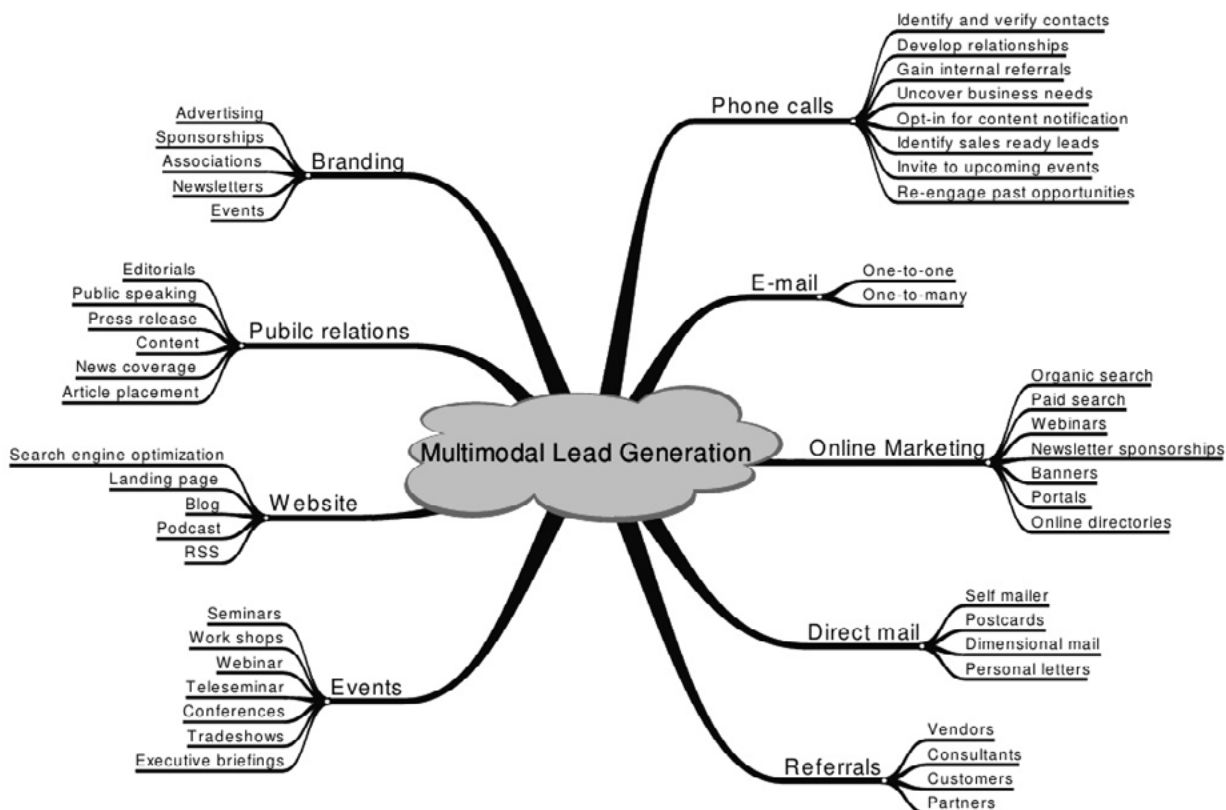 Multimodal Lead Generation
Phone calls
Identify and verify contacts
Develop relationships
Gain internal referrals
Uncover business needs
Opt-in for content notification
Identify sales ready leads
Invite to upcoming events
Re-engage past opportunities
E-mail
One-to-one
One-to-many
Online Marketing
Organic search
Paid search
Webinars
Newsletter sponsorships
Banners
Portals
Online directories
Direct mail
Self mailer
Postcards
Dimensional mail
Personal letters
Referrals
Vendors
Consultants
Customers
Partners
Branding
Advertising
Sponsorships
Associations
Newsletters
Events
Pubilc relations
Editorials
Public speaking
Press release
Content
News coverage
Article placement
Website
Search engine optimization
Landing page
Blog
Podcast
RSS
Events
Seminars
Work shops
Webinar
Teleseminar
Conferences
Tradeshows
Executive briefings